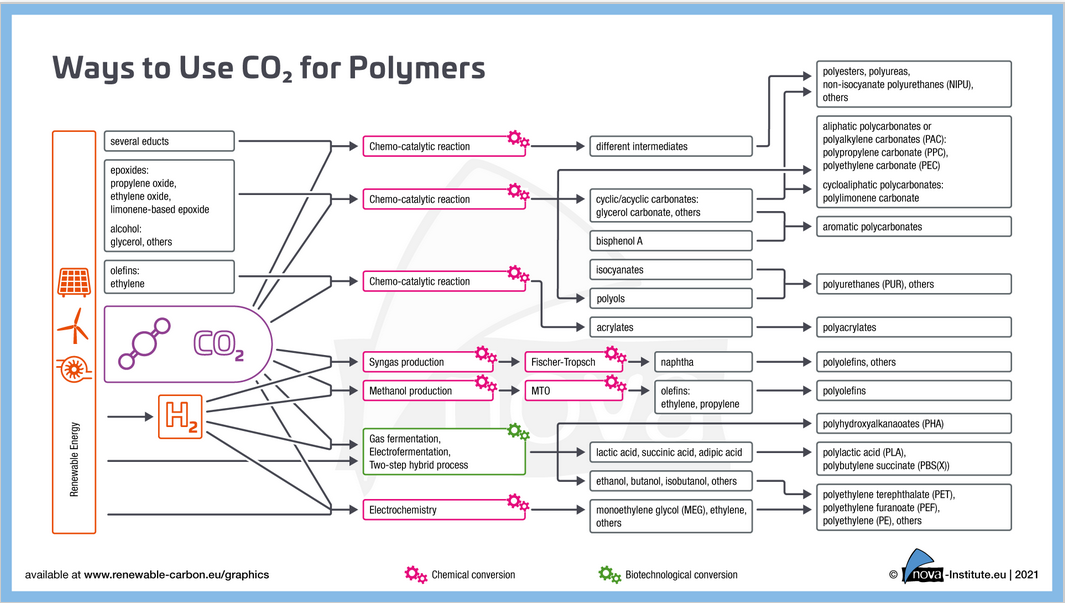 Ways to Use CO₂ for Polymers
several educts
epoxides:
propylene oxide,
ethylene oxide,
limonene-based epoxide
alcohol:
glycerol, others
olefins:
ethylene
CO₂
H₂
Renewable Energy
Chemo-catalytic reaction
Chemo-catalytic reaction
Chemo-catalytic reaction
Syngas production
Fischer-Tropsch
Methanol production
MTO
Gas fermentation,
Electrofermentation,
Two-step hybrid process
Electrochemistry
different intermediates
cyclic/acyclic carbonates:
glycerol carbonate, others
bisphenol A
isocyanates
polyols
acrylates
naphtha
olefins:
ethylene, propylene
lactic acid, succinic acid, adipic acid
ethanol, butanol, isobutanol, others
monoethylene glycol (MEG), ethylene,
others
polyesters, polyureas,
non-isocyanate polyurethanes (NIPU),
others
aliphatic polycarbonates or
polyalkylene carbonates (PAC):
polypropylene carbonate (PPC),
polyethylene carbonate (PEC)
cycloaliphatic polycarbonates:
polylimonene carbonate
aromatic polycarbonates
polyurethanes (PUR), others
polyacrylates
polyolefins, others
polyolefins
polyhydroxyalkanaoates (PHA)
polylactic acid (PLA),
polybutylene succinate (PBS(X))
polyethylene terephthalate (PET),
polyethylene furanoate (PEF),
polyethylene (PE), others
nova
available at www.renewable-carbon.eu/graphics
Chemical conversion
Biotechnological conversion
© nova-Institute.eu | 2021